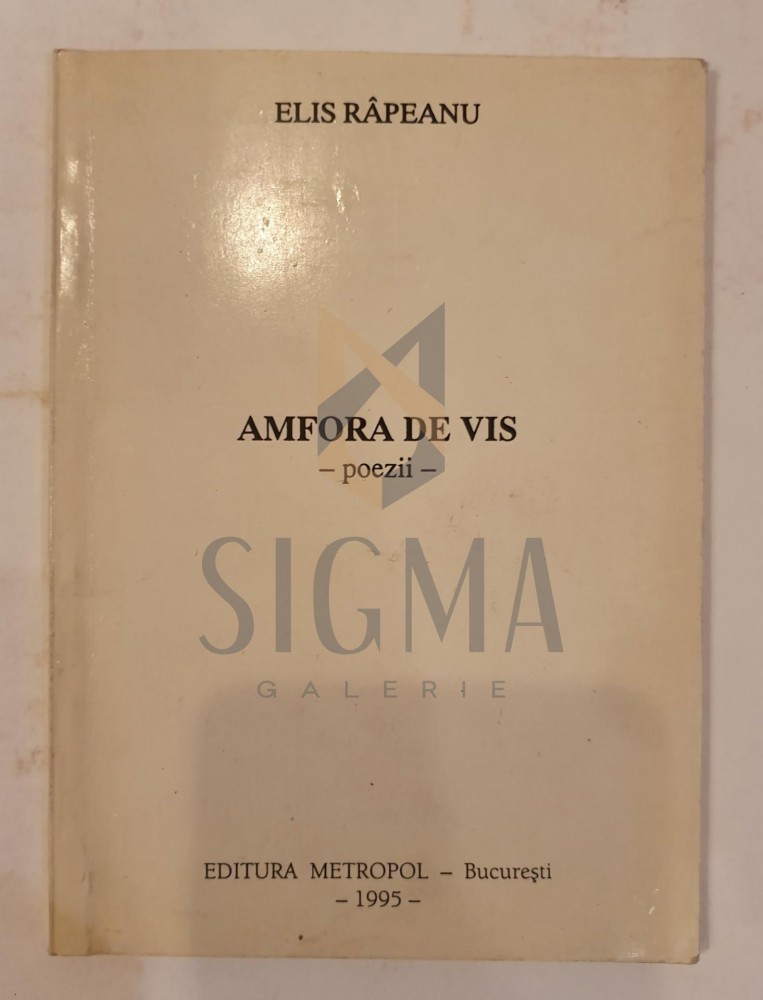 ELIS RÂPEANU
AMFORA DE VIS
– poezii –
SIGMA
GALERIE
EDITURA METROPOL – București
– 1995 –